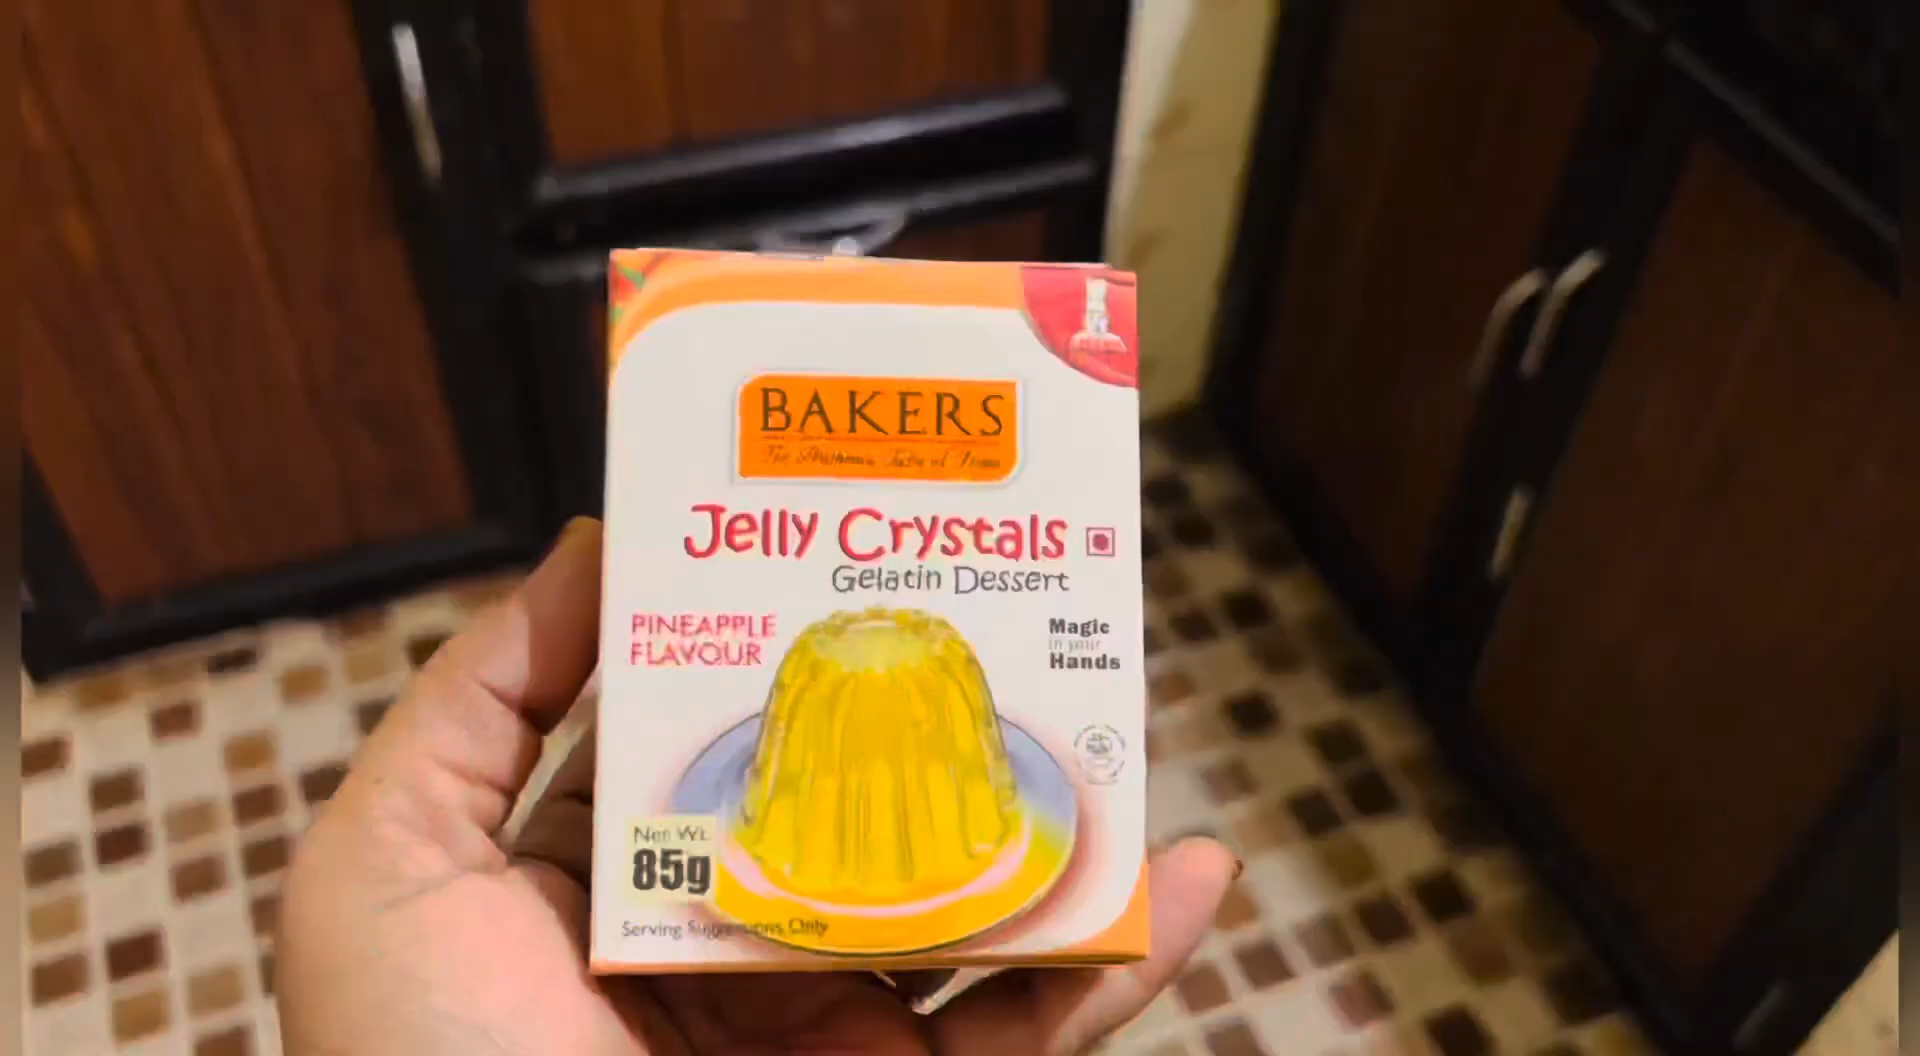 BAKERS
Jelly Crystals
Gelatin Dessert
PINEAPPLE
FLAVOUR
Magic
in your
Hands
Net Wt.
85g
Serving Suggestions Only